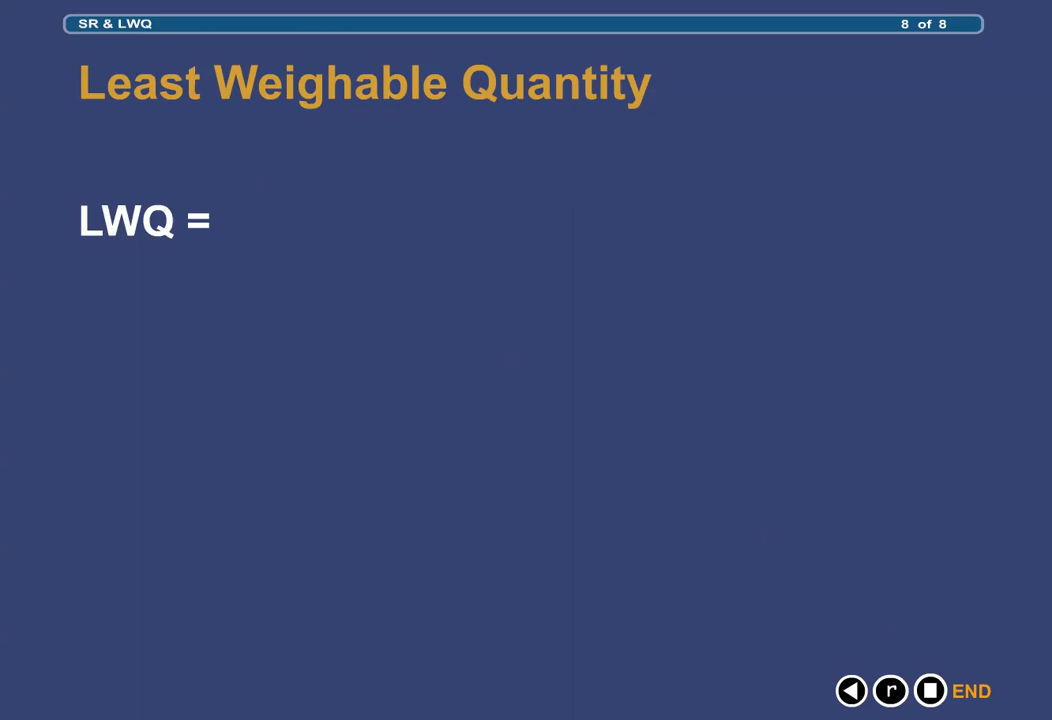 SR & LWQ 8 of 8
Least Weighable Quantity
LWQ =
r END